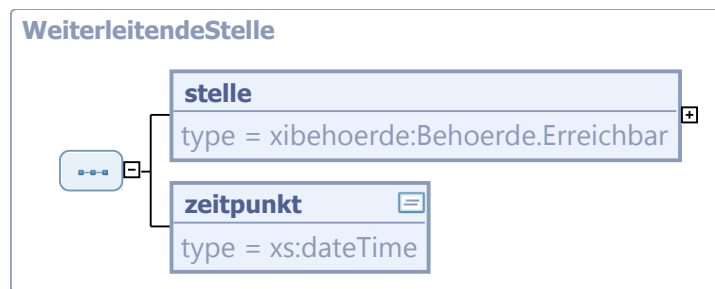 WeiterleitendeStelle
stelle
type = xibehoerde:Behoerde.Erreichbar
zeitpunkt
type = xs:dateTime